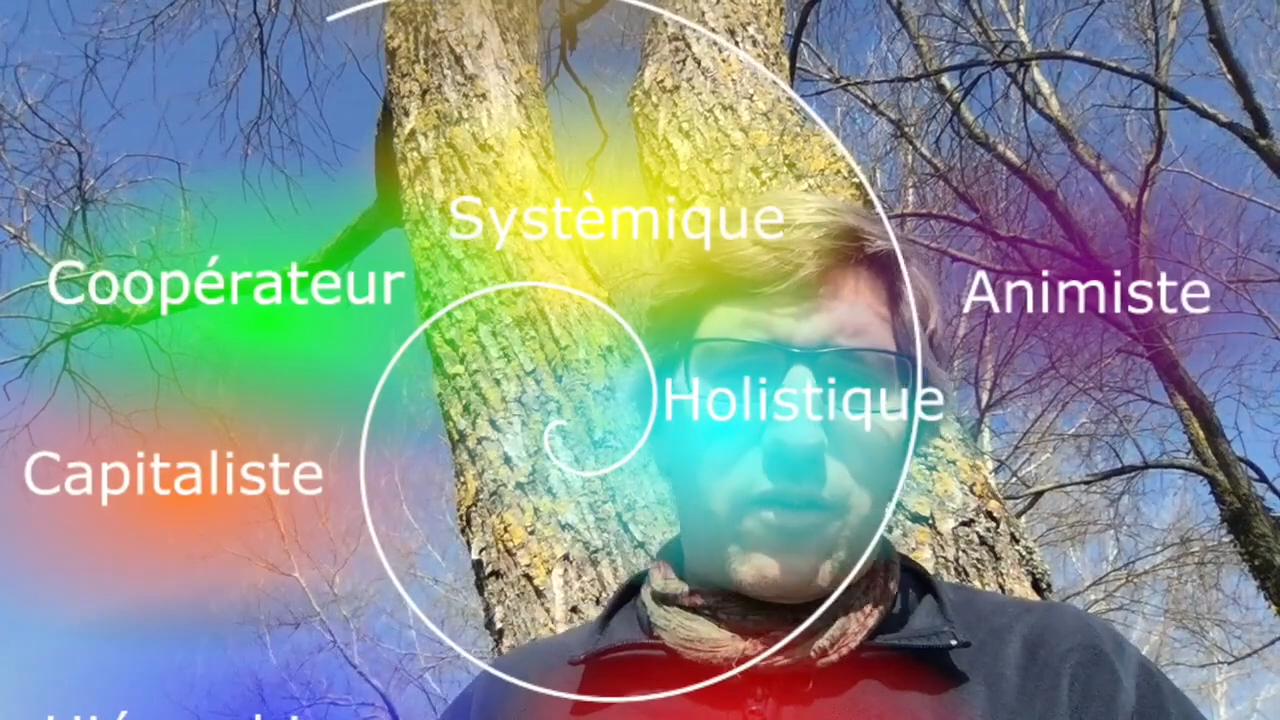 Systèmique
Coopérateur
Animiste
Holistique
Capitaliste